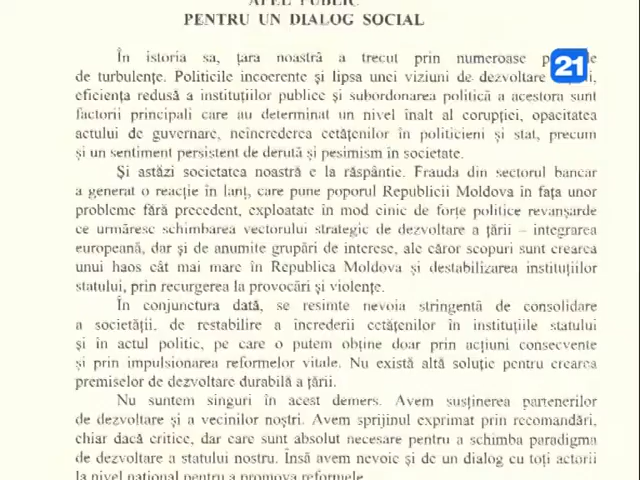 APEL PUBLIC
PENTRU UN DIALOG SOCIAL
În istoria sa, țara noastră a trecut prin numeroase
de turbulențe. Politicile incoerente și lipsa unei viziuni de dezvoltare
21
eficiența redusă a instituțiilor publice și subordonarea politică a acestora sunt
factorii principali care au determinat un nivel înalt al corupției, opacitatea
actului de guvernare, neîncrederea cetățenilor în politicieni și stat, precum
și un sentiment persistent de derută și pesimism în societate.
Și astăzi societatea noastră e la răspântie. Frauda din sectorul bancar
a generat o reacție în lanț, care pune poporul Republicii Moldova în fața unor
probleme fără precedent, exploatate în mod cinic de forțe politice revanșarde
ce urmăresc schimbarea vectorului strategic de dezvoltare a țării – integrarea
europeană, dar și de anumite grupări de interese, ale căror scopuri sunt crearea
unui haos cât mai mare în Republica Moldova și destabilizarea instituțiilor
statului, prin recurgerea la provocări și violențe.
În conjunctura dată, se resimte nevoia stringentă de consolidare
a societății, de restabilire a încrederii cetățenilor în instituțiile statului
și în actul politic, pe care o putem obține doar prin acțiuni consecvente
și prin impulsionarea reformelor vitale. Nu există altă soluție pentru crearea
premiselor de dezvoltare durabilă a țării.
Nu suntem singuri în acest demers. Avem susținerea partenerilor
de dezvoltare și a vecinilor noștri. Avem sprijinul exprimat prin recomandări,
chiar dacă critice, dar care sunt absolut necesare pentru a schimba paradigma
de dezvoltare a statului nostru. Însă avem nevoie și de un dialog cu toți actorii
la nivel național pentru a promova reformele.